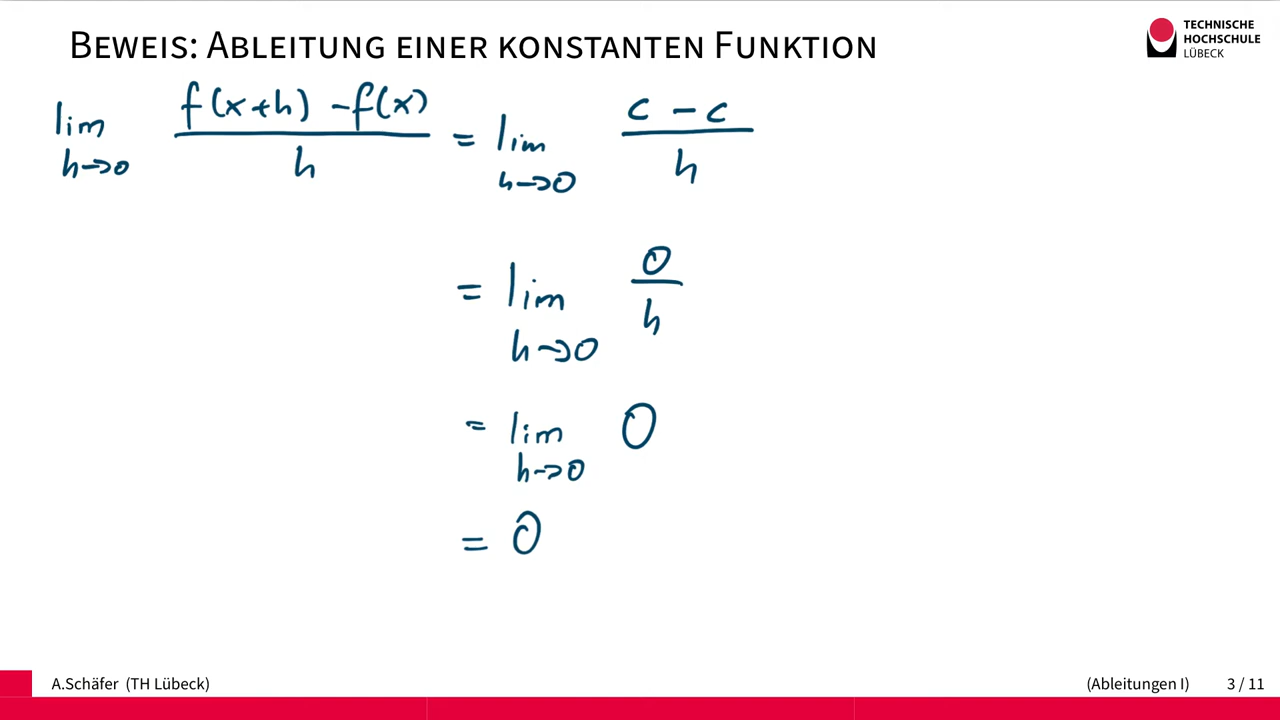 BEWEIS: ABLEITUNG EINER KONSTANTEN FUNKTION
TECHNISCHE
HOCHSCHULE
LÜBECK
lim h→0 (f(x+h) - f(x)) / h = lim h→0 (c - c) / h
= lim h→0 0 / h
= lim h→0 0
= 0
A.Schäfer (TH Lübeck)
(Ableitungen I) 3 / 11